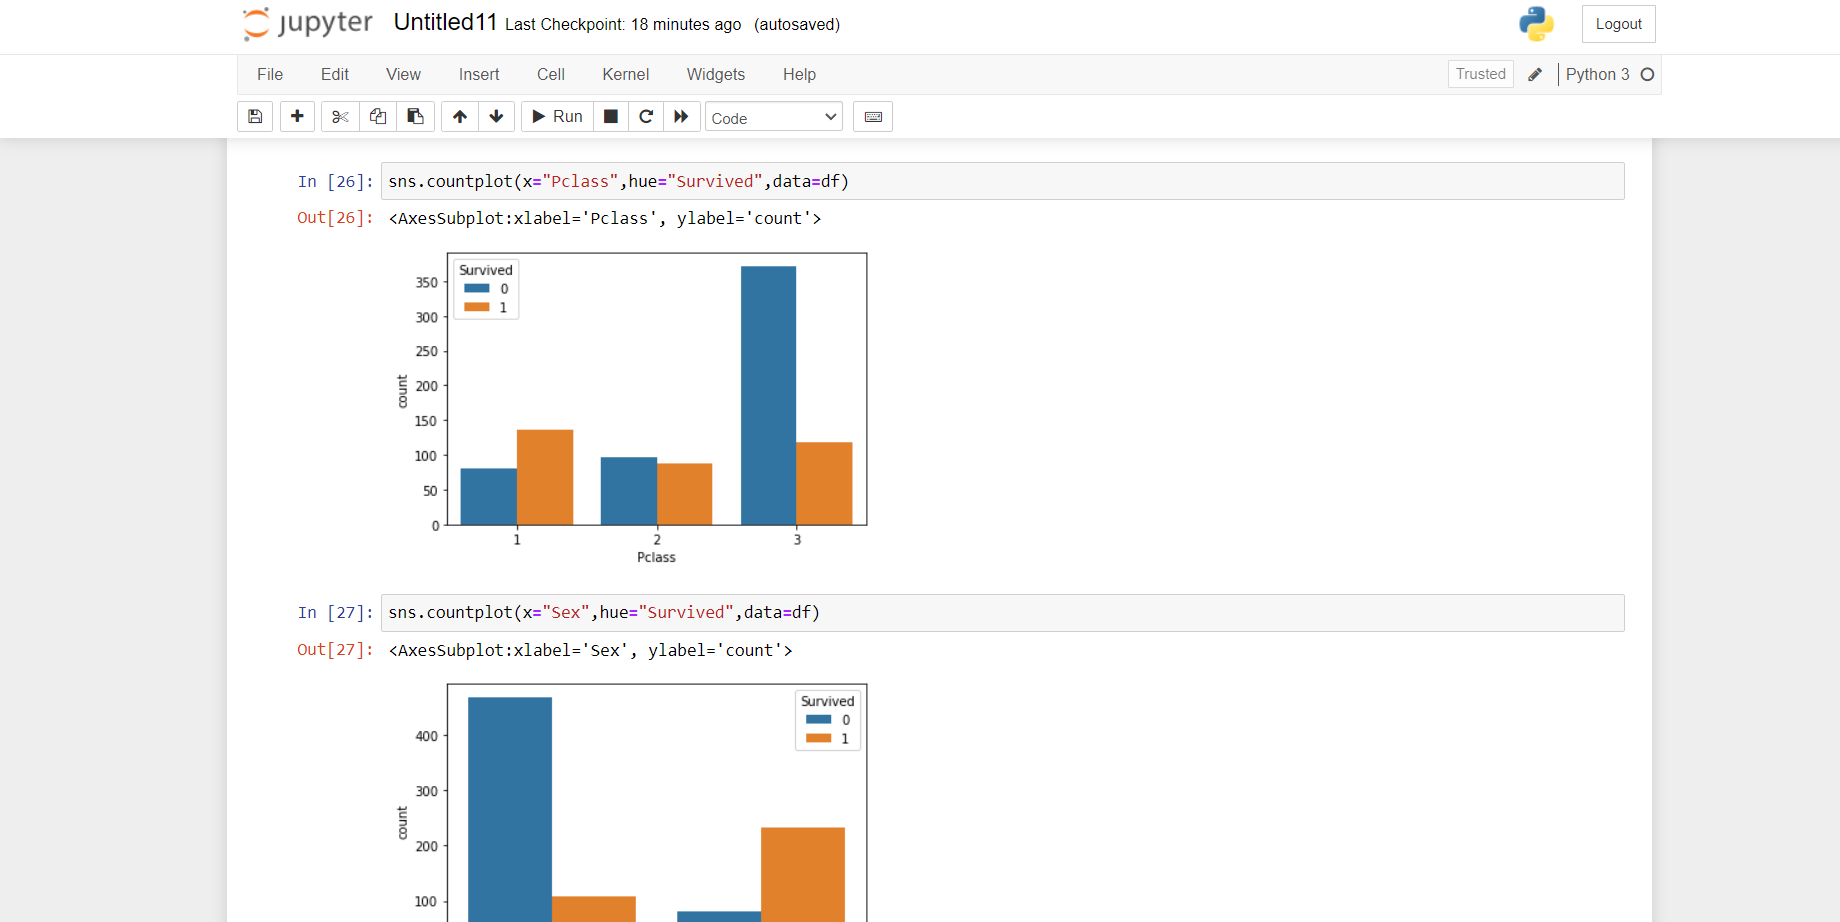 jupyter Untitled11 Last Checkpoint: 18 minutes ago (autosaved)
Logout
File Edit View Insert Cell Kernel Widgets Help
Trusted
Python 3
Run
Code
In [26]: sns.countplot(x="Pclass",hue="Survived",data=df)
Out[26]: <AxesSubplot:xlabel='Pclass', ylabel='count'>
Survived
0
1
350
300
250
200
150
100
50
0
count
1 2 3
Pclass
In [27]: sns.countplot(x="Sex",hue="Survived",data=df)
Out[27]: <AxesSubplot:xlabel='Sex', ylabel='count'>
Survived
0
1
400
300
200
100
count